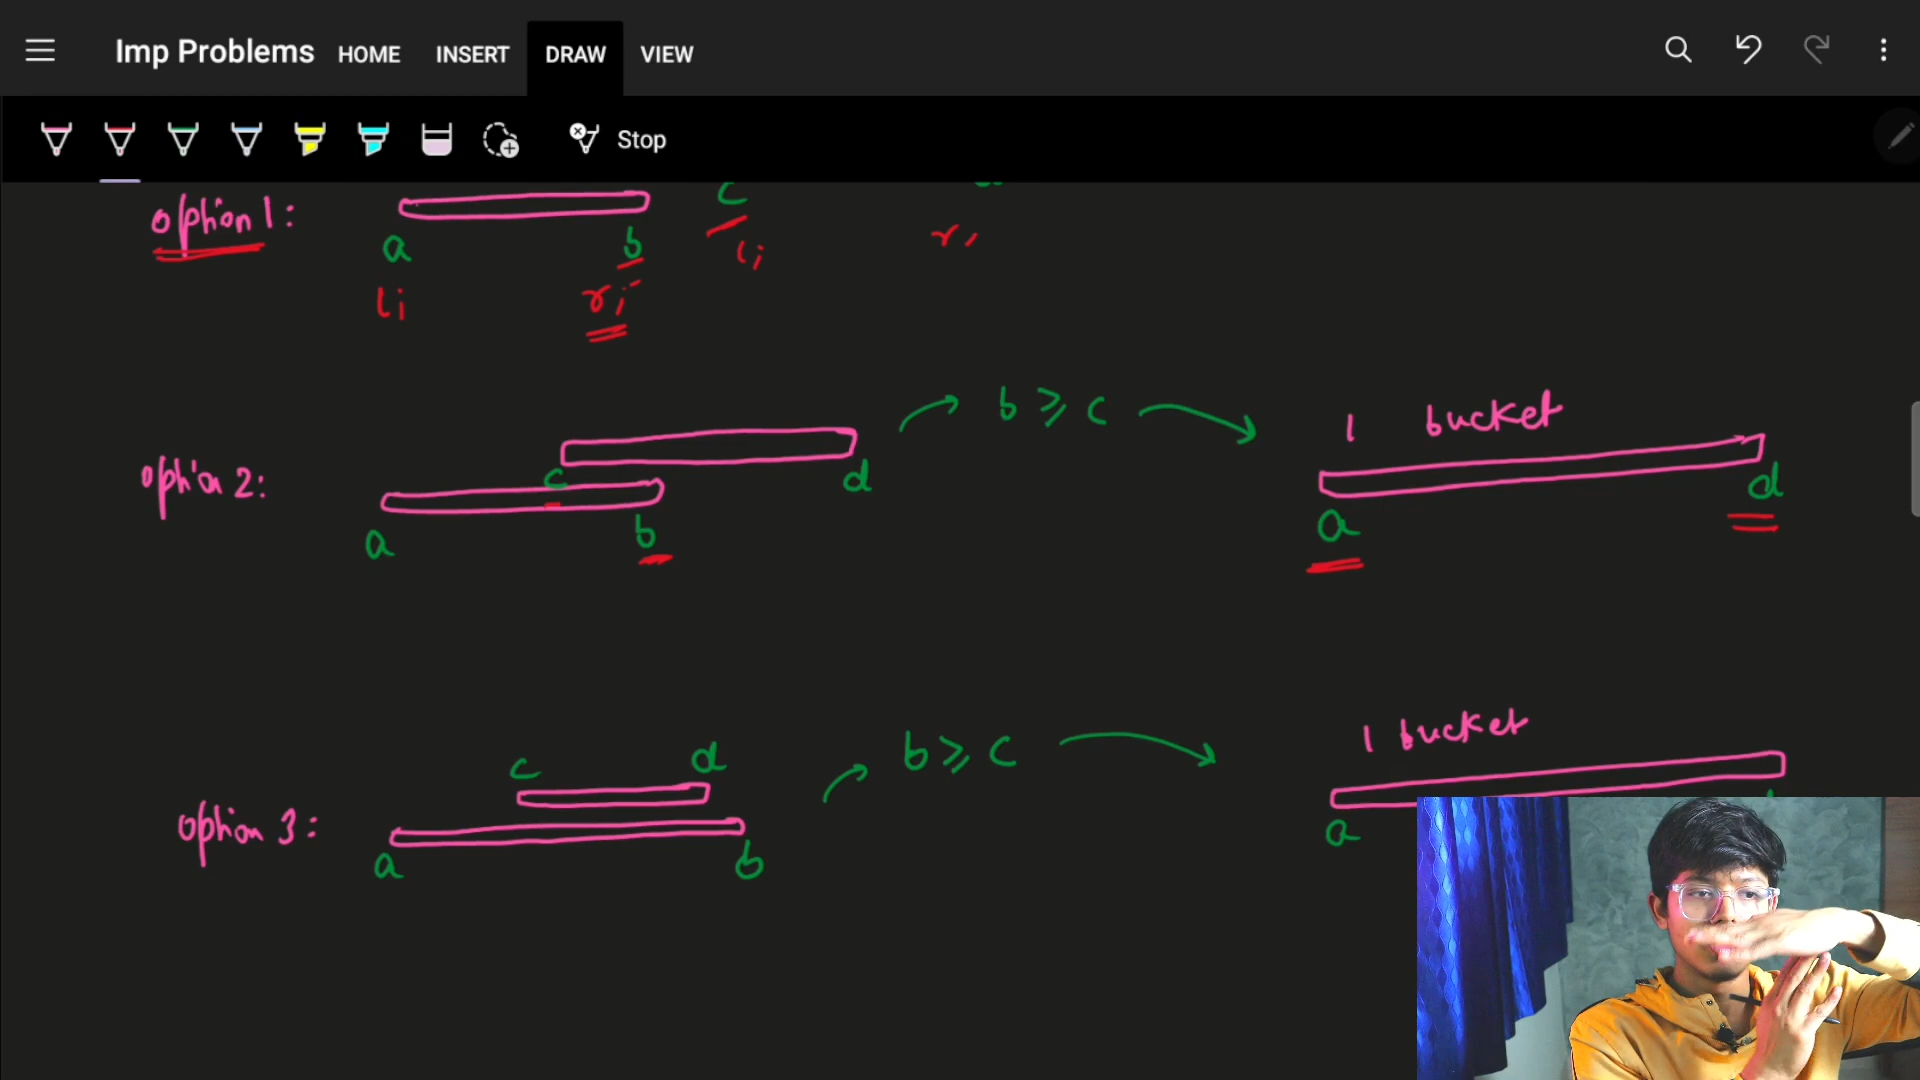 Imp Problems HOME INSERT DRAW VIEW
Stop
option 1:
a b c
li ri li
option 2:
a b c d
b ≥ c
1 bucket
a d
option 3:
c d
a b
b ≥ c
1 bucket
a